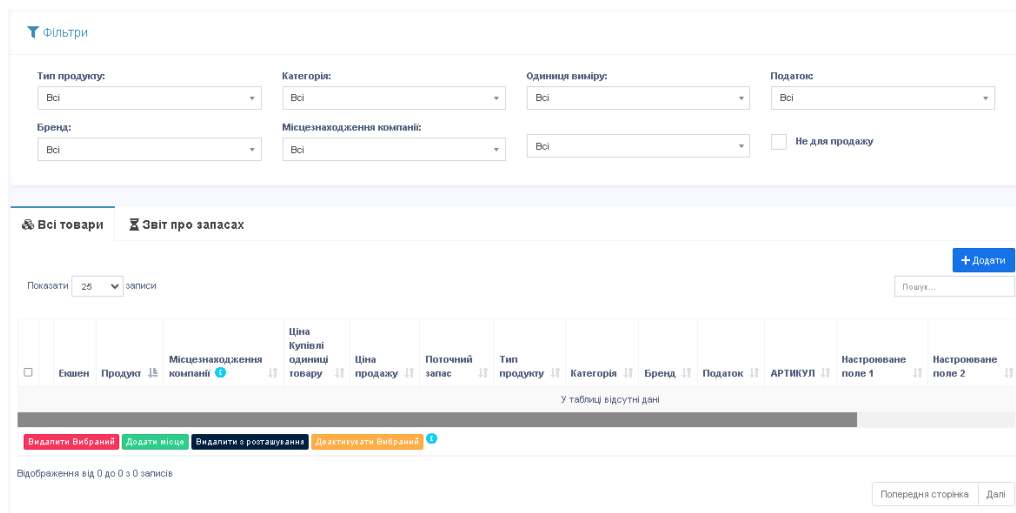 Фільтри
Тип продукту: Категорія: Одиниця виміру: Податок:
Всі Всі Всі Всі
Бренд: Місцезнаходження компанії:
Всі Всі Всі Не для продажу
Всі товари Звіт про запасах
Додати
Показати 25 записи Пошук...
Ціна
Купівлі
Місцезнаходження одиниці Ціна Поточний Тип Настроюване Настроюване
Екшен Продукт компанії товару продажу запас продукту Категорія Бренд Податок АРТИКУЛ поле 1 поле 2
У таблиці відсутні дані
Видалити Вибраний Додати місце Видалити з розташування Деактивувати Вибраний
Відображення від 0 до 0 з 0 записів
Попередня сторінка Далі